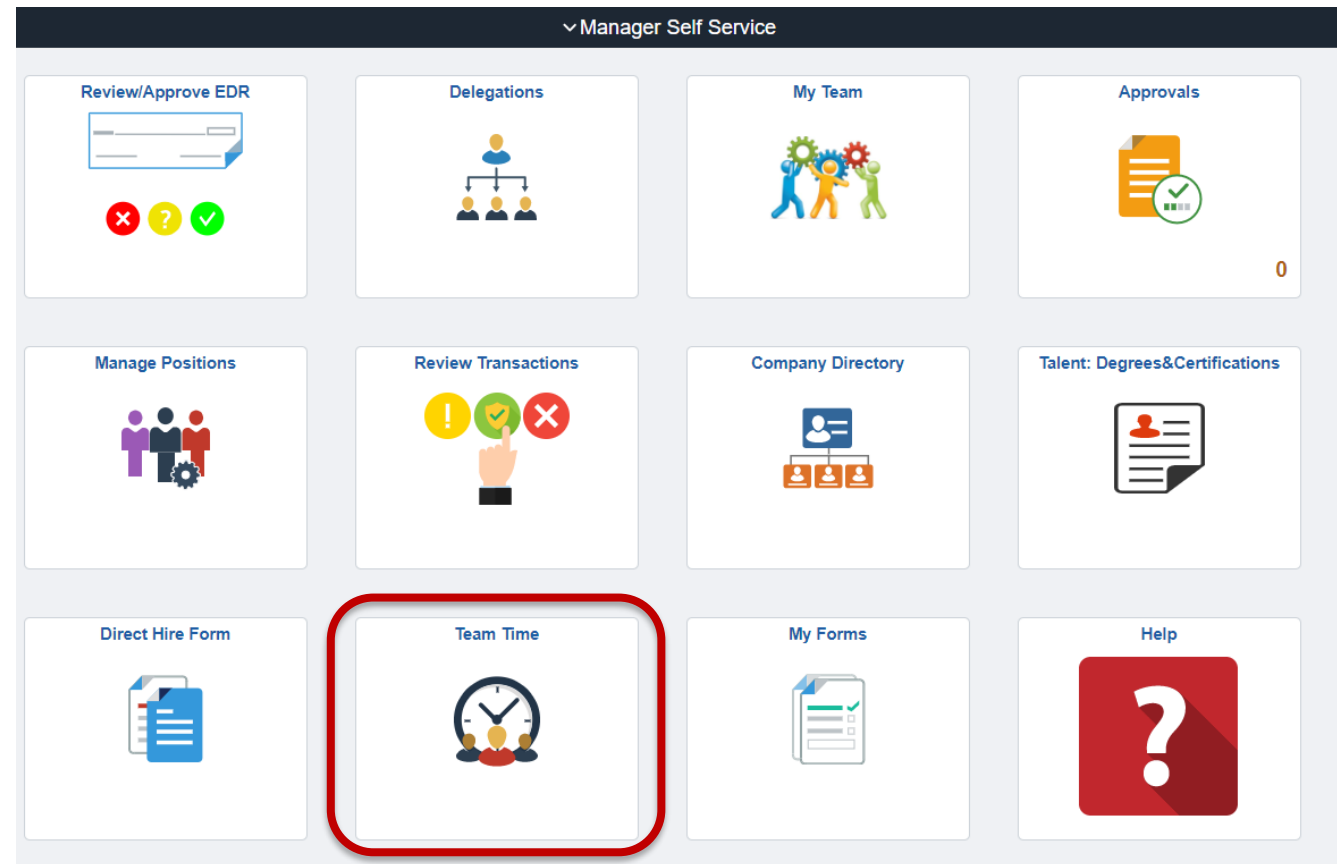 Manager Self Service
Review/Approve EDR
Delegations
My Team
Approvals
0
Manage Positions
Review Transactions
Company Directory
Talent: Degrees&Certifications
Direct Hire Form
Team Time
My Forms
Help